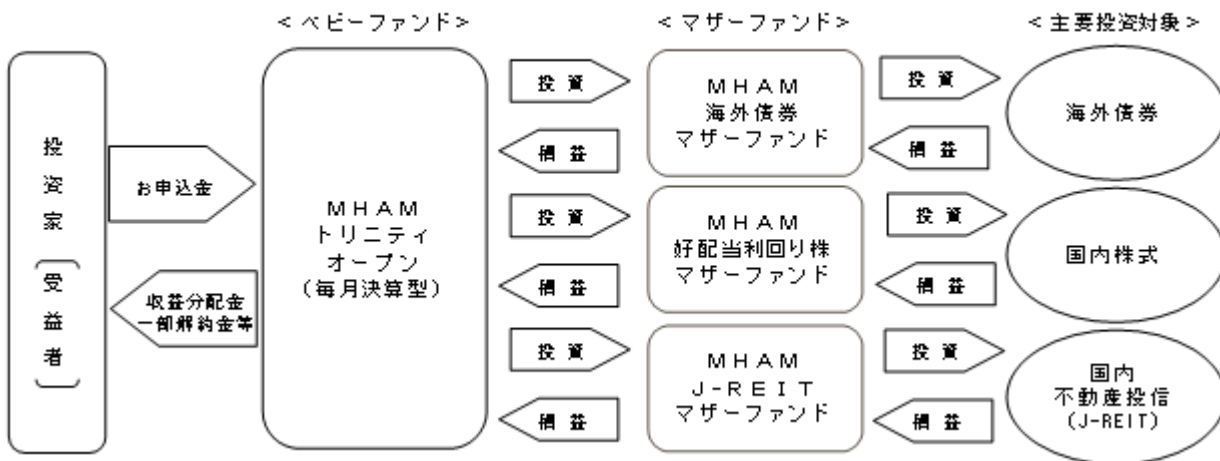 ＜ベビーファンド＞
＜マザーファンド＞
＜主要投資対象＞
投資家（受益者）
お申込金
収益分配金
一部解約金等
ＭＨＡＭ
トリニティ
オープン
（毎月決算型）
投資
損益
投資
損益
投資
損益
ＭＨＡＭ
海外債券
マザーファンド
ＭＨＡＭ
好配当利回り株
マザーファンド
ＭＨＡＭ
Ｊ－ＲＥＩＴ
マザーファンド
投資
損益
投資
損益
投資
損益
海外債券
国内株式
国内
不動産投信
(J-REIT)